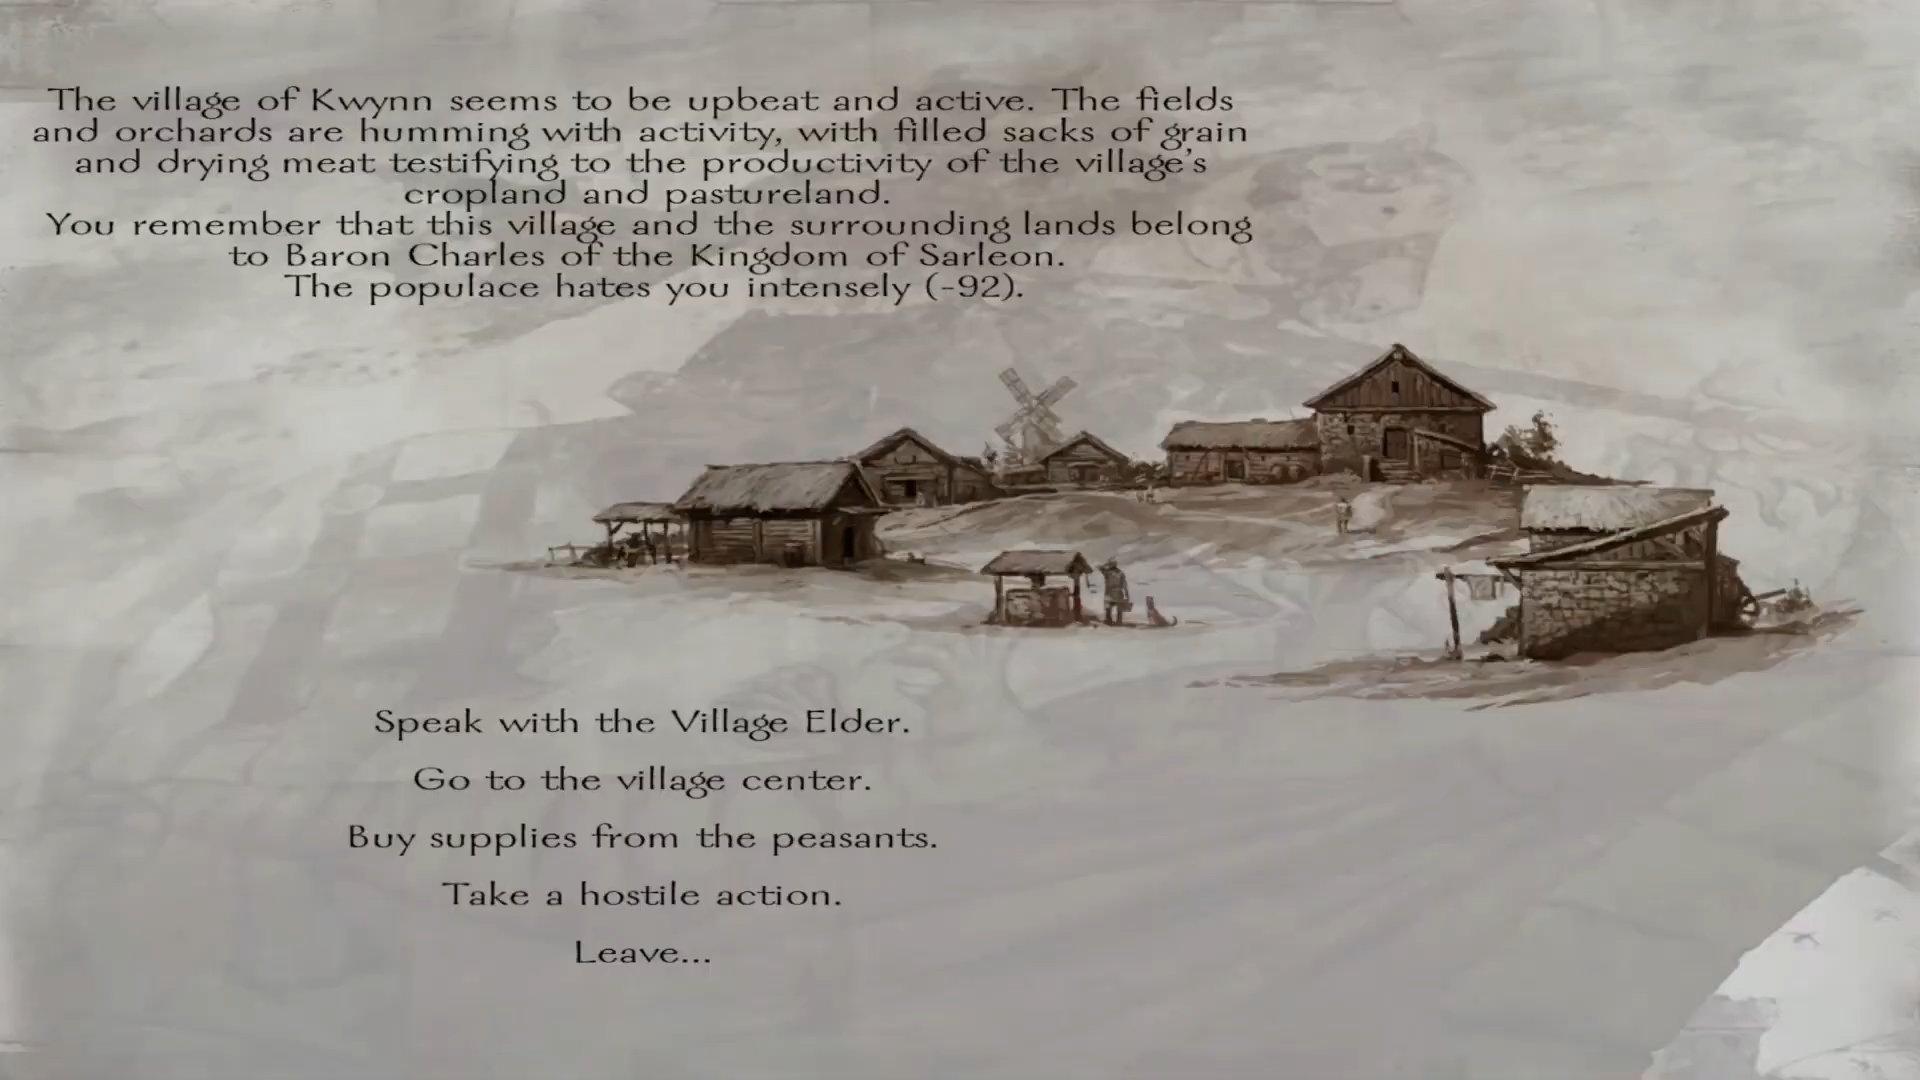 The village of Kwynn seems to be upbeat and active. The fields
and orchards are humming with activity, with filled sacks of grain
and drying meat testifying to the productivity of the village's
cropland and pastureland.
You remember that this village and the surrounding lands belong
to Baron Charles of the Kingdom of Sarleon.
The populace hates you intensely (-92).
Speak with the Village Elder.
Go to the village center.
Buy supplies from the peasants.
Take a hostile action.
Leave...